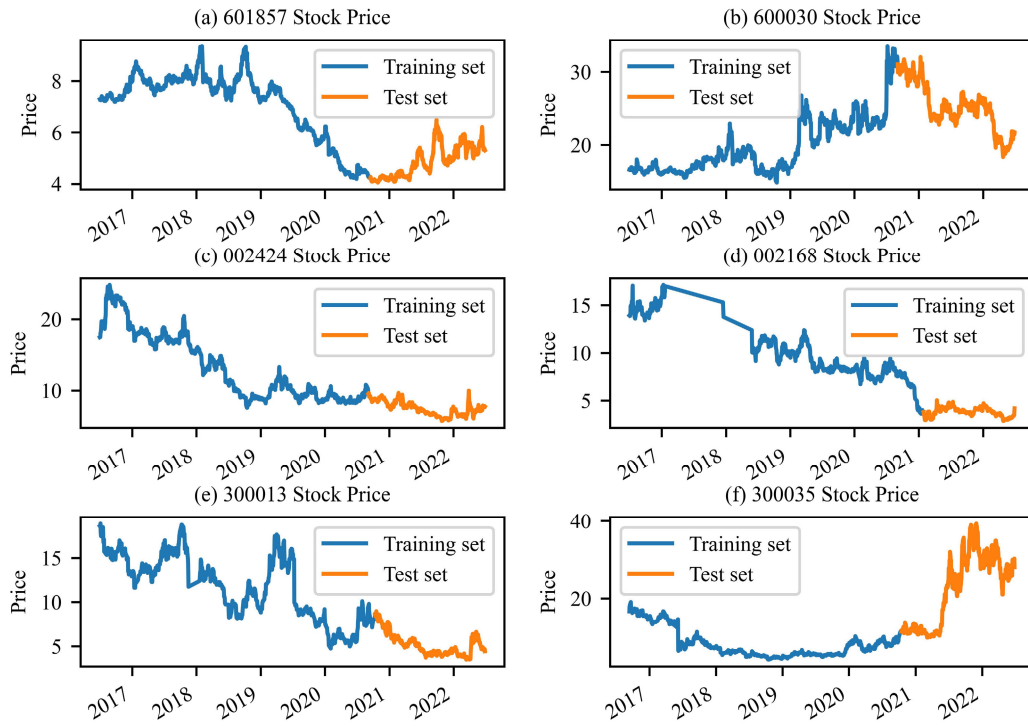 (a) 601857 Stock Price
Price
8
6
4
Training set
Test set
2017
2018
2019
2020
2021
2022
(b) 600030 Stock Price
Price
30
20
Training set
Test set
2017
2018
2019
2020
2021
2022
(c) 002424 Stock Price
Price
20
10
Training set
Test set
2017
2018
2019
2020
2021
2022
(d) 002168 Stock Price
Price
15
10
5
Training set
Test set
2017
2018
2019
2020
2021
2022
(e) 300013 Stock Price
Price
15
10
5
Training set
Test set
2017
2018
2019
2020
2021
2022
(f) 300035 Stock Price
Price
40
20
Training set
Test set
2017
2018
2019
2020
2021
2022